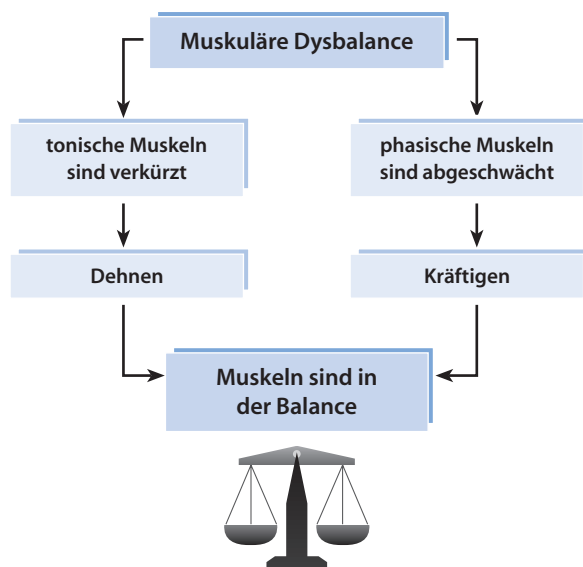 Muskuläre Dysbalance
tonische Muskeln
sind verkürzt
phasische Muskeln
sind abgeschwächt
Dehnen
Kräftigen
Muskeln sind in
der Balance